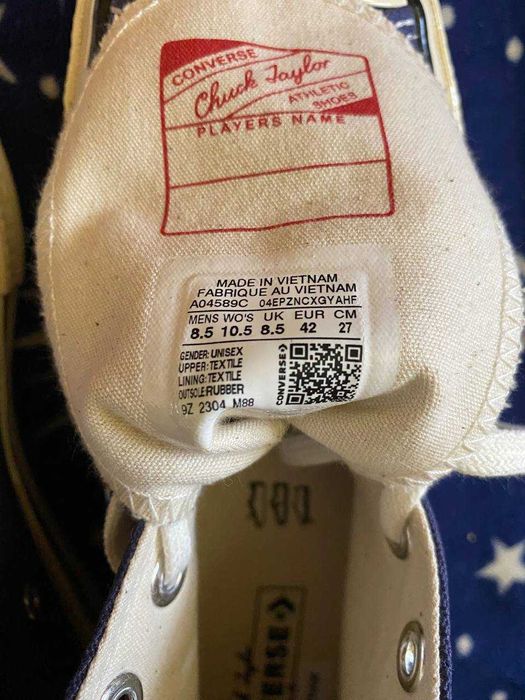 CONVERSE
Chuck Taylor
ATHLETIC
SHOES
PLAYERS NAME
MADE IN VIETNAM
FABRIQUE AU VIETNAM
A04589C 04EPZNCXGYAHF
MENS WO'S UK EUR CM
8.5 10.5 8.5 42 27
GENDER: UNISEX
UPPER: TEXTILE
LINING: TEXTILE
OUTSOLE: RUBBER
9Z 2304 M88
CONVERSE